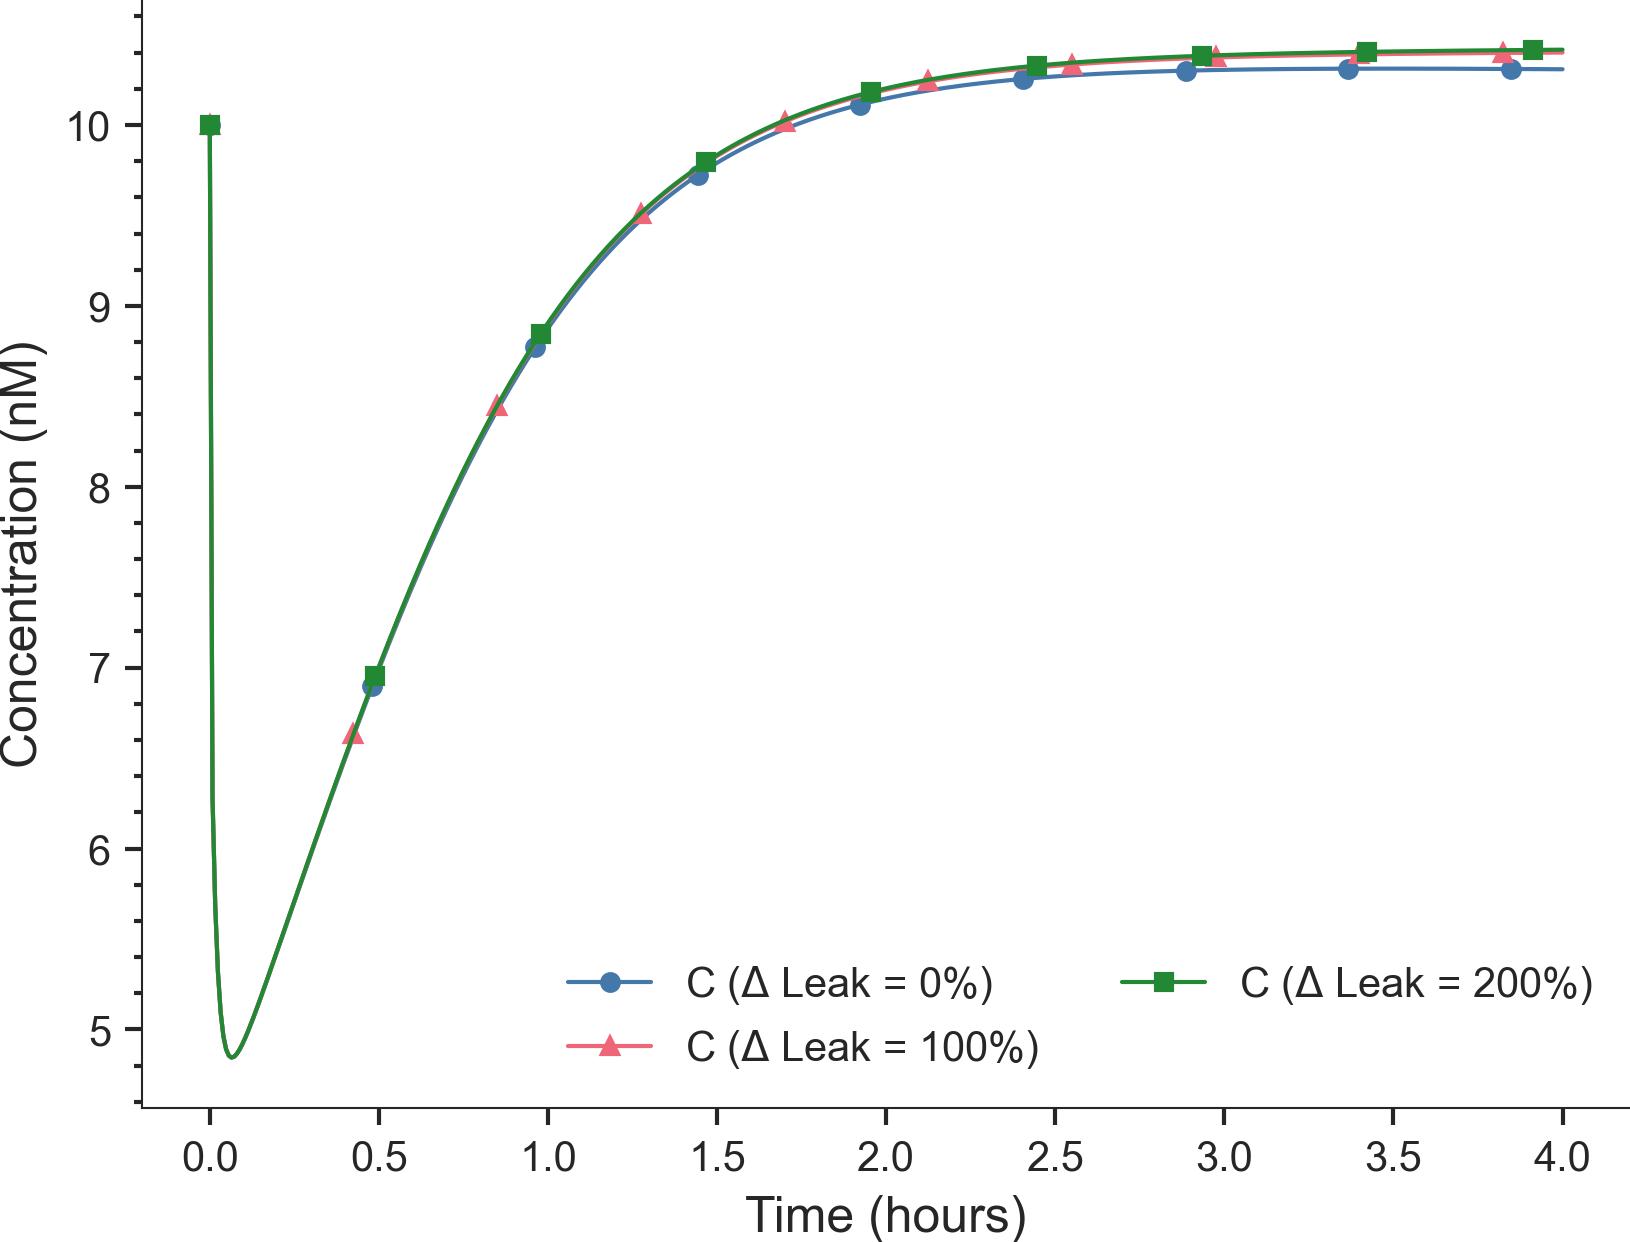 10
9
8
7
6
5
Concentration (nM)
C (Δ Leak = 0%)
C (Δ Leak = 100%)
C (Δ Leak = 200%)
0.0 0.5 1.0 1.5 2.0 2.5 3.0 3.5 4.0
Time (hours)